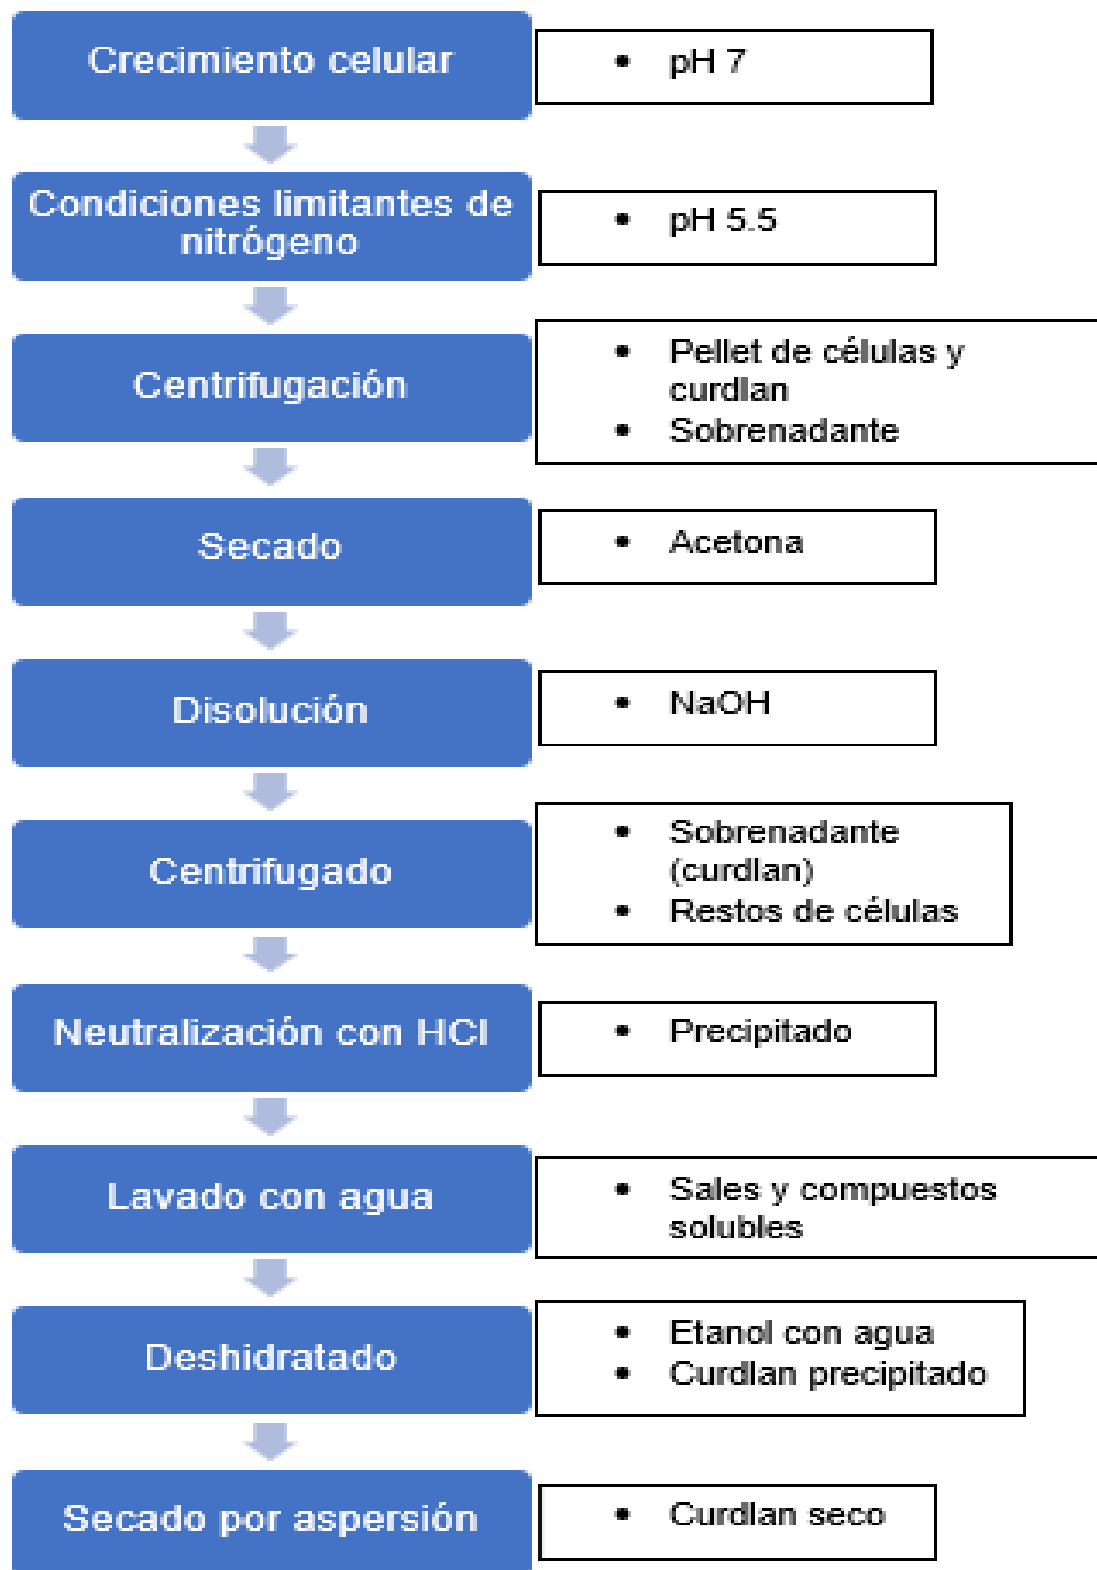 Crecimiento celular
• pH 7
Condiciones limitantes de
nitrógeno
• pH 5.5
Centrifugación
• Pellet de células y
curdlan
• Sobrenadante
Secado
• Acetona
Disolución
• NaOH
Centrifugado
• Sobrenadante
(curdlan)
• Restos de células
Neutralización con HCl
• Precipitado
Lavado con agua
• Sales y compuestos
solubles
Deshidratado
• Etanol con agua
• Curdlan precipitado
Secado por aspersión
• Curdlan seco